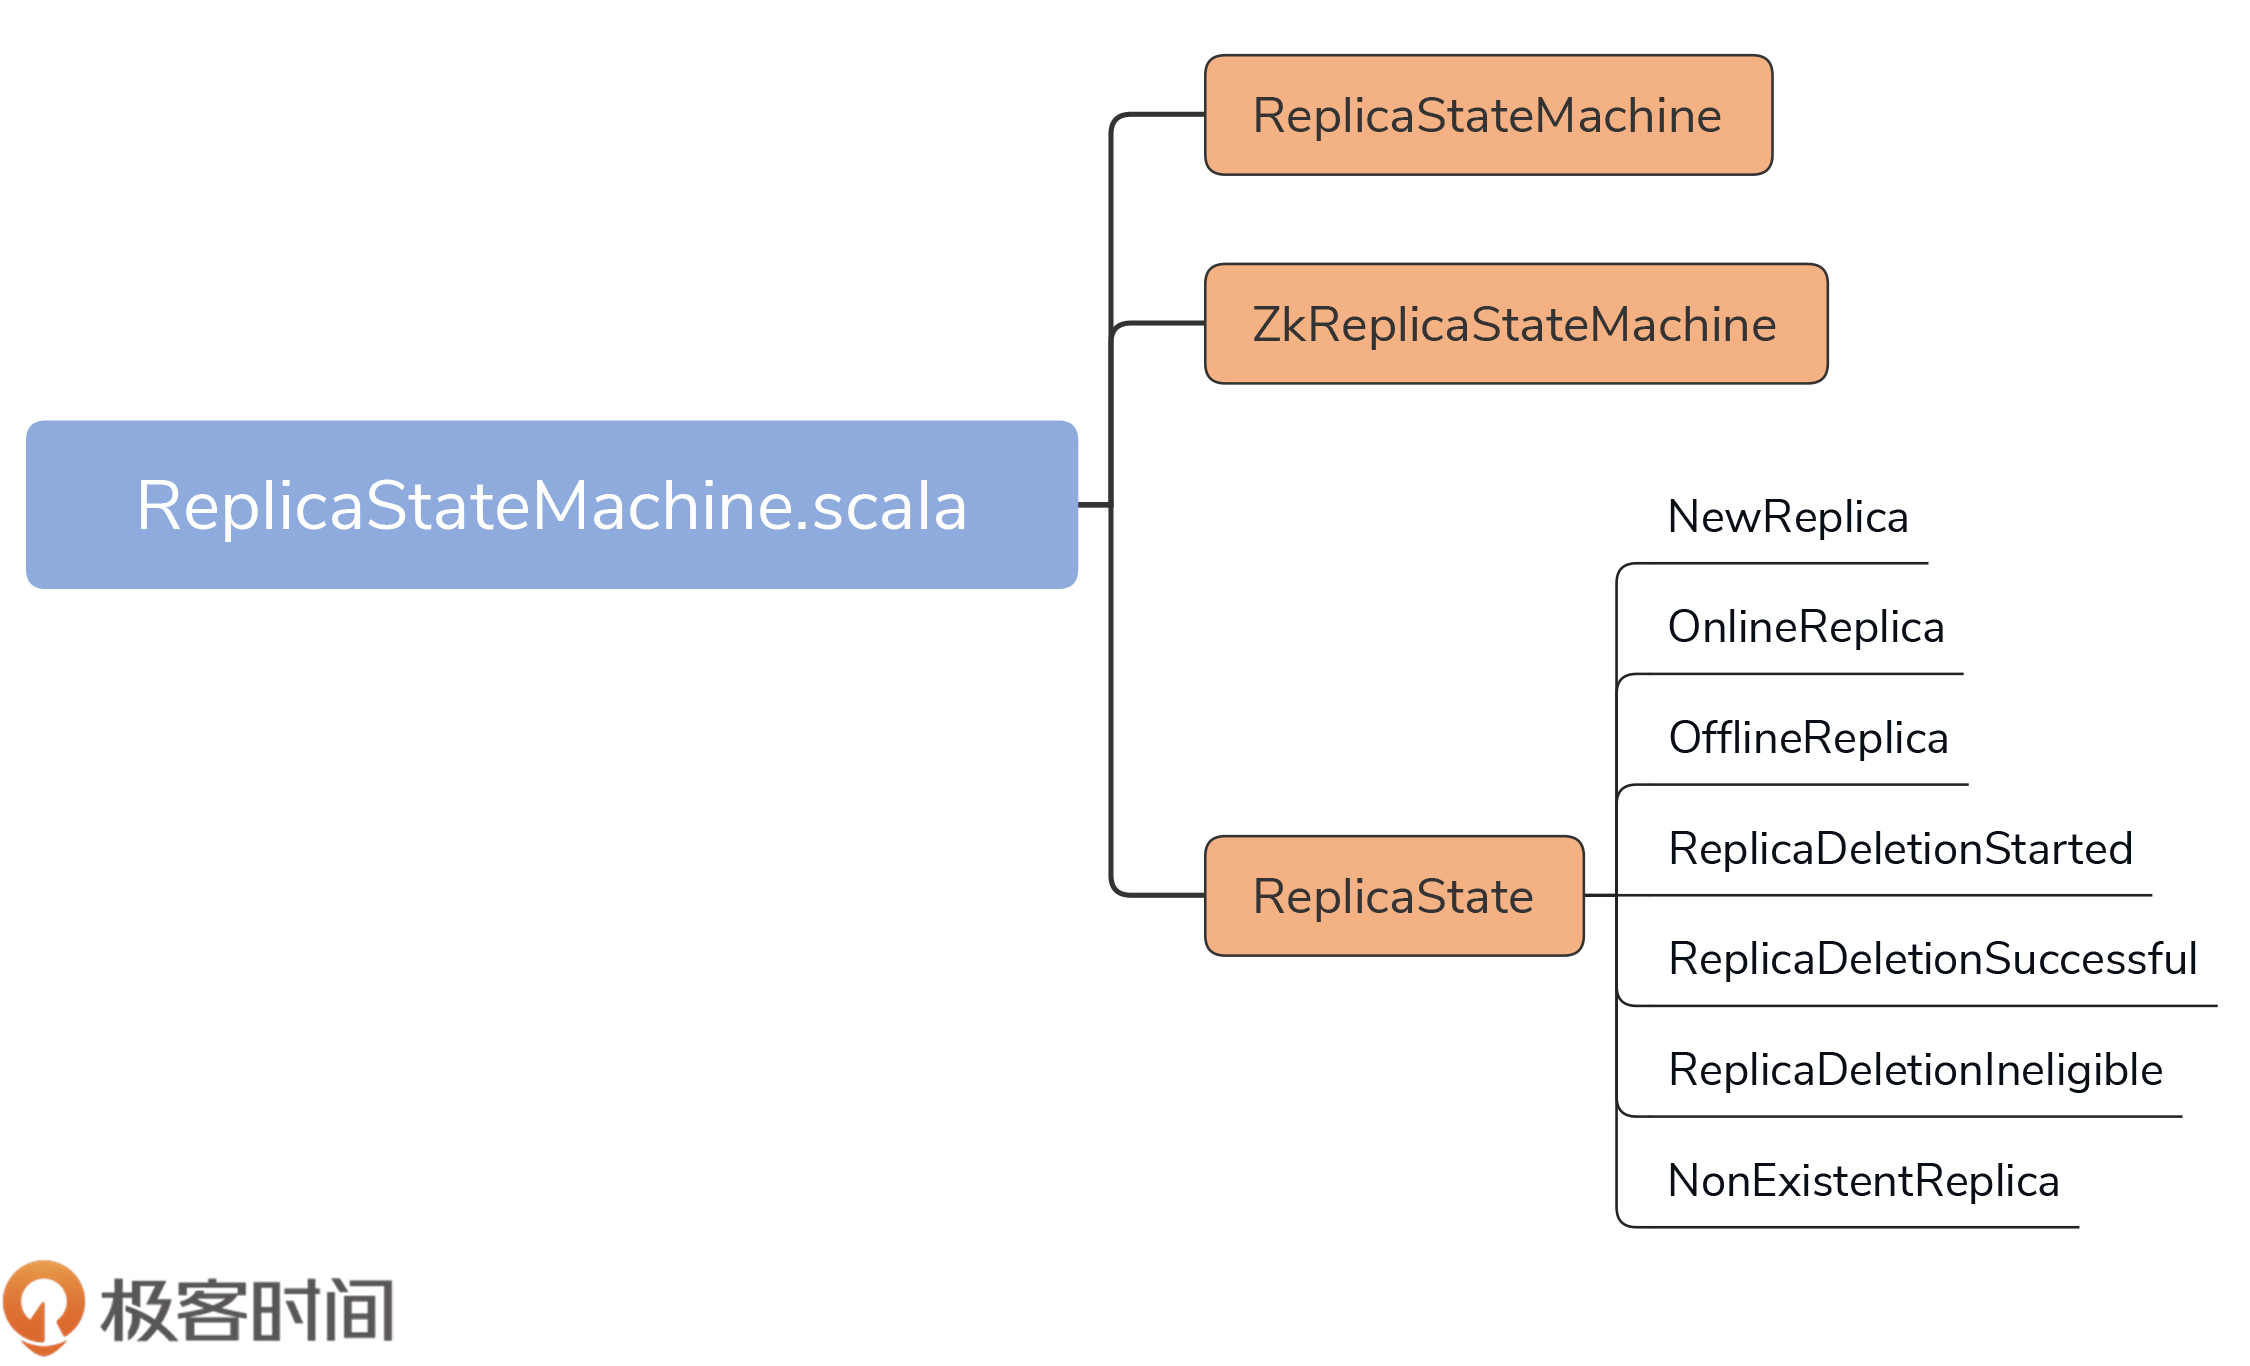 ReplicaStateMachine.scala
ReplicaStateMachine
ZkReplicaStateMachine
ReplicaState
NewReplica
OnlineReplica
OfflineReplica
ReplicaDeletionStarted
ReplicaDeletionSuccessful
ReplicaDeletionIneligible
NonExistentReplica
极客时间